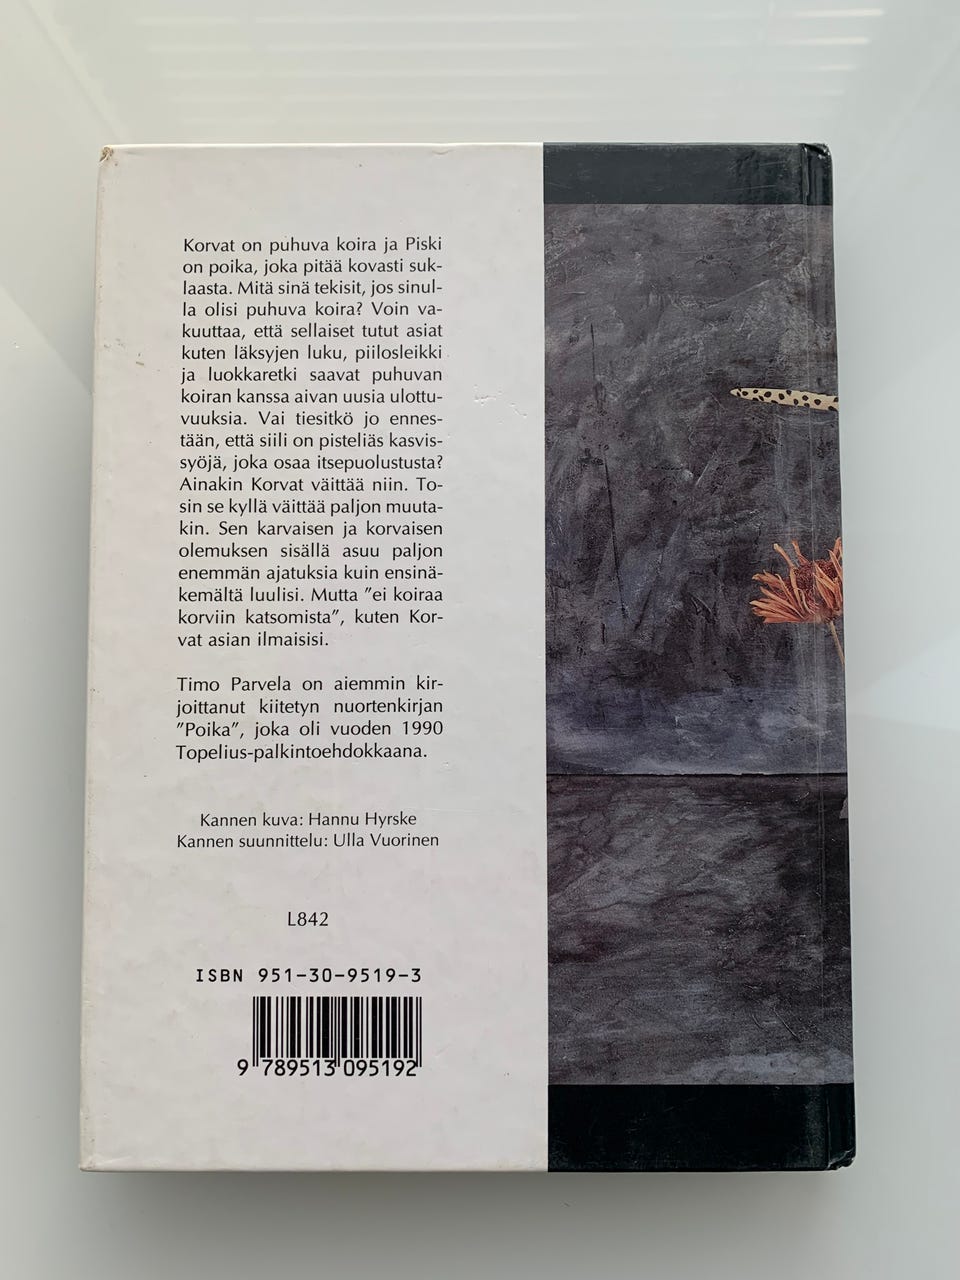 Korvat on puhuva koira ja Piski
on poika, joka pitää kovasti suk-
laasta. Mitä sinä tekisit, jos sinul-
la olisi puhuva koira? Voin va-
kuuttaa, että sellaiset tutut asiat
kuten läksyjen luku, piilosleikki
ja luokkaretki saavat puhuvan
koiran kanssa aivan uusia ulottu-
vuuksia. Vai tiesitkö jo ennes-
tään, että siili on pisteliäs kasvis-
syöjä, joka osaa itsepuolustusta?
Ainakin Korvat väittää niin. To-
sin se kyllä väittää paljon muuta-
kin. Sen karvaisen ja korvaisen
olemuksen sisällä asuu paljon
enemmän ajatuksia kuin ensinä-
kemältä luulisi. Mutta ”ei koiraa
korviin katsomista”, kuten Kor-
vat asian ilmaisisi.
Timo Parvela on aiemmin kir-
joittanut kiitetyn nuortenkirjan
”Poika”, joka oli vuoden 1990
Topelius-palkintoehdokkaana.
Kannen kuva: Hannu Hyrske
Kannen suunnittelu: Ulla Vuorinen
L842
ISBN 951-30-9519-3
9 789513 095192